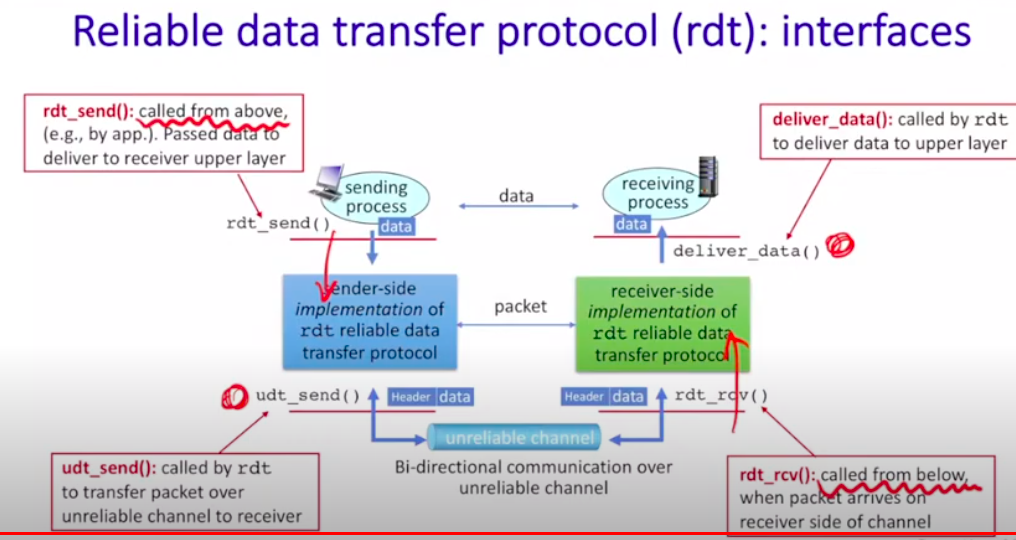 Reliable data transfer protocol (rdt): interfaces
rdt_send(): called from above,
(e.g., by app.). Passed data to
deliver to receiver upper layer
deliver_data(): called by rdt
to deliver data to upper layer
sending
process
data
receiving
process
rdt_send()
data
data
deliver_data()
sender-side
implementation of
rdt reliable data
transfer protocol
packet
receiver-side
implementation of
rdt reliable data
transfer protocol
udt_send()
Header data
Header data
rdt_rcv()
unreliable channel
Bi-directional communication over
unreliable channel
udt_send(): called by rdt
to transfer packet over
unreliable channel to receiver
rdt_rcv(): called from below,
when packet arrives on
receiver side of channel